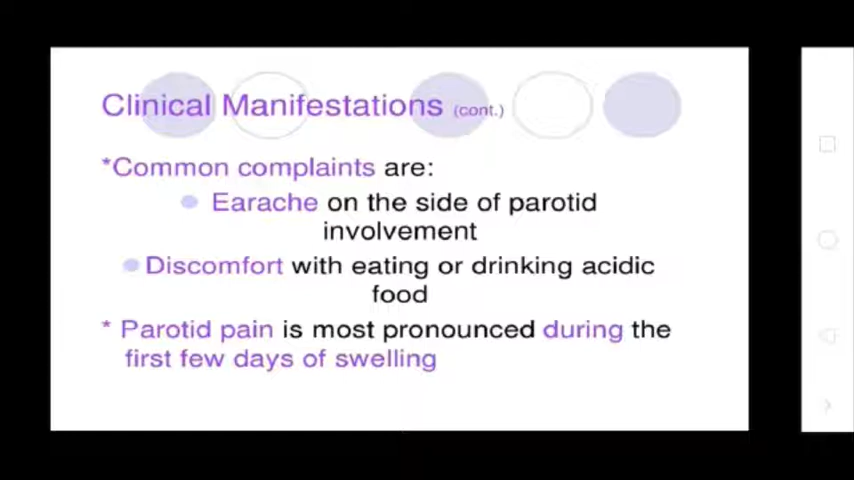 Clinical Manifestations (cont.)
*Common complaints are:
Earache on the side of parotid
involvement
Discomfort with eating or drinking acidic
food
* Parotid pain is most pronounced during the
first few days of swelling